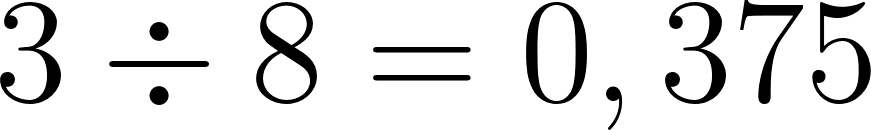 3 ÷ 8 = 0, 375